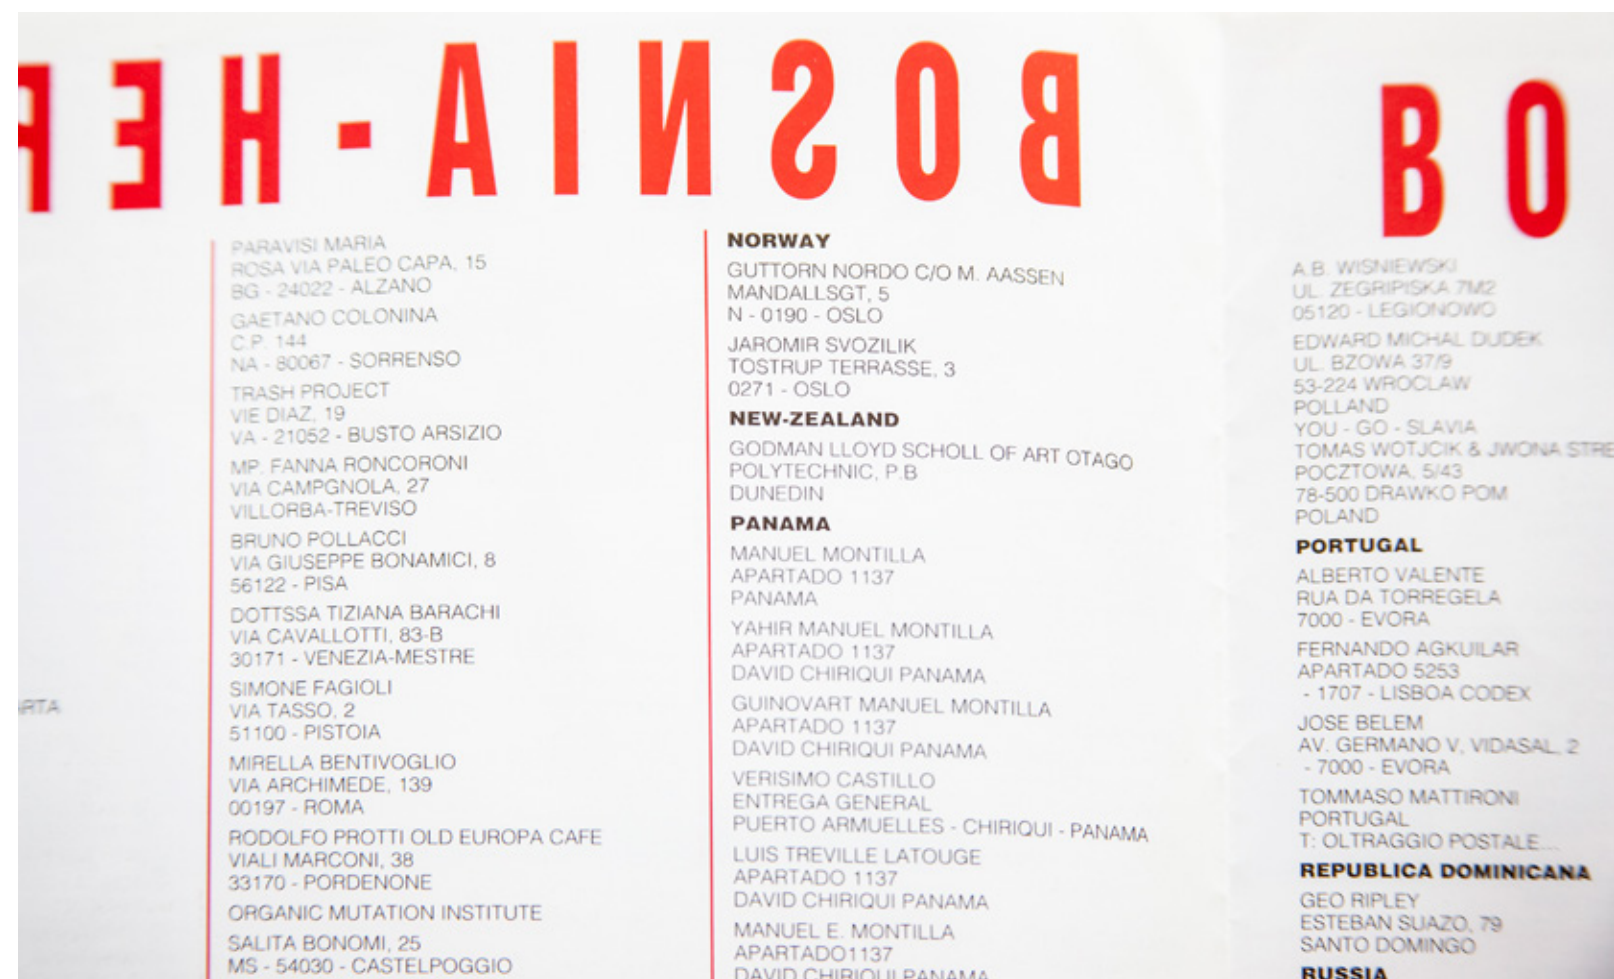 BOSNIA-HER
BO
ARTA
PARAVISI MARIA
ROSA VIA PALEO CAPA, 15
BG - 24022 - ALZANO
GAETANO COLONINA
C.P. 144
NA - 80067 - SORRENSO
TRASH PROJECT
VIE DIAZ, 19
VA - 21052 - BUSTO ARSIZIO
MP. FANNA RONCORONI
VIA CAMPGNOLA, 27
VILLORBA-TREVISO
BRUNO POLLACCI
VIA GIUSEPPE BONAMICI, 8
56122 - PISA
DOTTSSA TIZIANA BARACHI
VIA CAVALLOTTI, 83-B
30171 - VENEZIA-MESTRE
SIMONE FAGIOLI
VIA TASSO, 2
51100 - PISTOIA
MIRELLA BENTIVOGLIO
VIA ARCHIMEDE, 139
00197 - ROMA
RODOLFO PROTTI OLD EUROPA CAFE
VIALI MARCONI, 38
33170 - PORDENONE
ORGANIC MUTATION INSTITUTE
SALITA BONOMI, 25
MS - 54030 - CASTELPOGGIO
NORWAY
GUTTORN NORDO C/O M. AASSEN
MANDALLSGT, 5
N - 0190 - OSLO
JAROMIR SVOZILIK
TOSTRUP TERRASSE, 3
0271 - OSLO
NEW-ZEALAND
GODMAN LLOYD SCHOLL OF ART OTAGO
POLYTECHNIC, P.B
DUNEDIN
PANAMA
MANUEL MONTILLA
APARTADO 1137
PANAMA
YAHIR MANUEL MONTILLA
APARTADO 1137
DAVID CHIRIQUI PANAMA
GUINOVART MANUEL MONTILLA
APARTADO 1137
DAVID CHIRIQUI PANAMA
VERISIMO CASTILLO
ENTREGA GENERAL
PUERTO ARMUELLES - CHIRIQUI - PANAMA
LUIS TREVILLE LATOUGE
APARTADO 1137
DAVID CHIRIQUI PANAMA
MANUEL E. MONTILLA
APARTADO1137
DAVID CHIRIQUI PANAMA
A.B. WISNIEWSKI
UL. ZEGRIPISKA 7M2
05120 - LEGIONOWO
EDWARD MICHAL DUDEK
UL. BZOWA 37/9
53-224 WROCLAW
POLLAND
YOU - GO - SLAVIA
TOMAS WOTJCIK & JWONA STRE
POCZTOWA, 5/43
78-500 DRAWKO POM
POLAND
PORTUGAL
ALBERTO VALENTE
RUA DA TORREGELA
7000 - EVORA
FERNANDO AGKUILAR
APARTADO 5253
- 1707 - LISBOA CODEX
JOSE BELEM
AV. GERMANO V, VIDASAL, 2
- 7000 - EVORA
TOMMASO MATTIRONI
PORTUGAL
T: OLTRAGGIO POSTALE...
REPUBLICA DOMINICANA
GEO RIPLEY
ESTEBAN SUAZO, 79
SANTO DOMINGO
RUSSIA